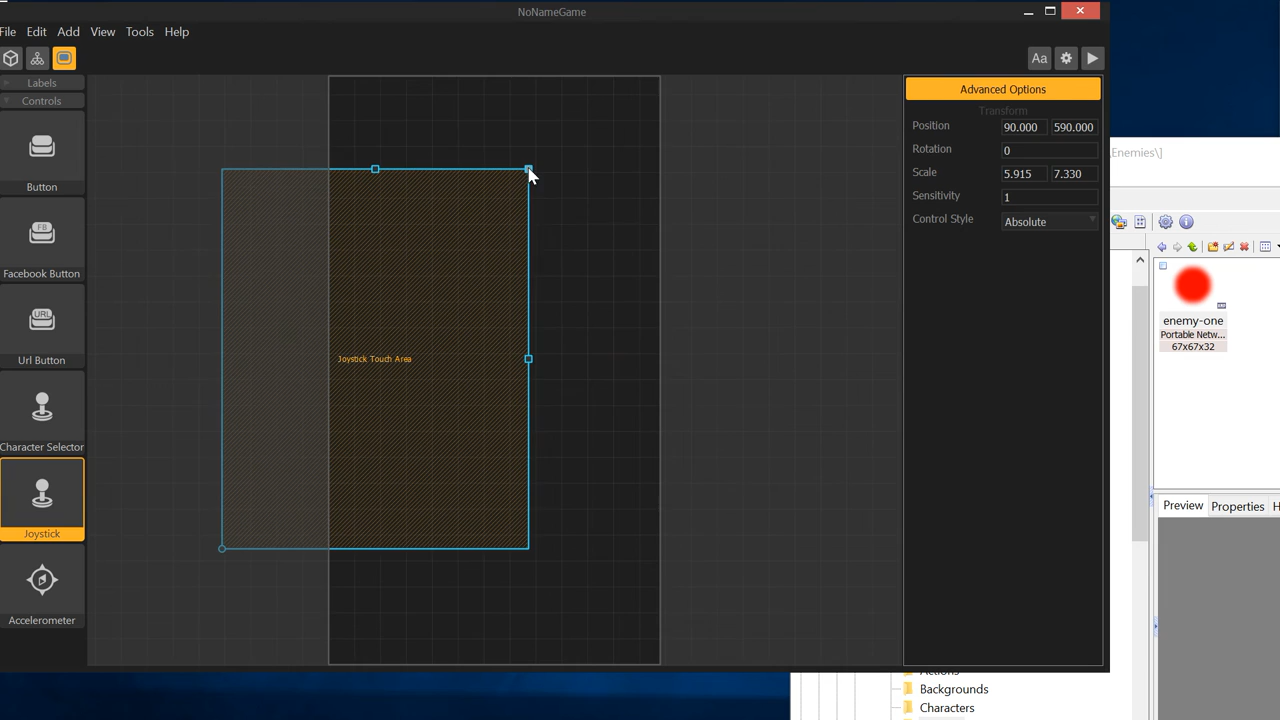 NoNameGame
File Edit Add View Tools Help
Aa
Labels
Controls
Button
FB
Facebook Button
URL
Url Button
Character Selector
Joystick
Accelerometer
Joystick Touch Area
Advanced Options
Transform
Position 90.000 590.000
Rotation 0
Scale 5.915 7.330
Sensitivity 1
Control Style Absolute
Enemies\]
enemy-one
Portable Netw...
67x67x32
Preview Properties H
Actions
Backgrounds
Characters